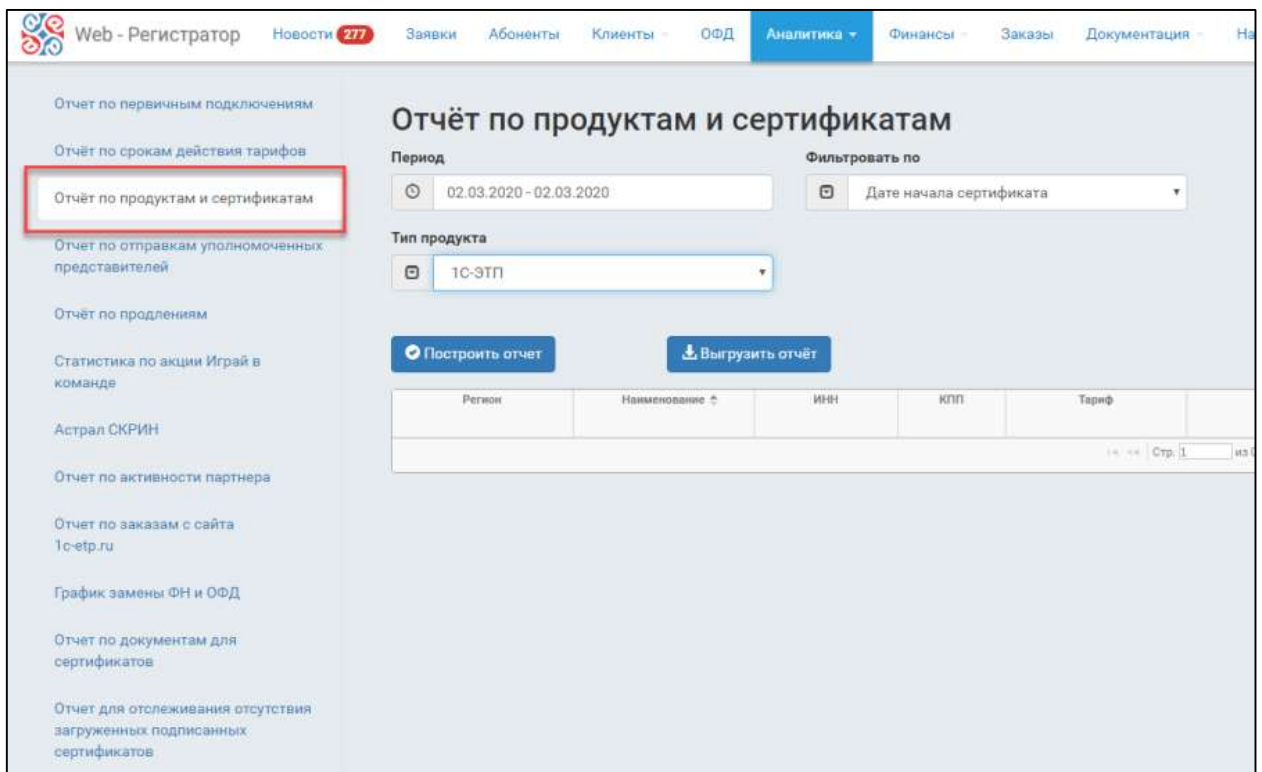 Web - Регистратор Новости 277 Заявки Абоненты Клиенты ОФД Аналитика Финансы Заказы Документация На
Отчет по первичным подключениям
Отчёт по срокам действия тарифов
Отчёт по продуктам и сертификатам
Отчет по отправкам уполномоченных
представителей
Отчёт по продлениям
Статистика по акции Играй в
команде
Астрал СКРИН
Отчет по активности партнера
Отчет по заказам с сайта
1c-etp.ru
График замены ФН и ОФД
Отчет по документам для
сертификатов
Отчет для отслеживания отсутствия
загруженных подписанных
сертификатов
Отчёт по продуктам и сертификатам
Период Фильтровать по
02.03.2020 - 02.03.2020 Дате начала сертификата
Тип продукта
1С-ЭТП
Построить отчет Выгрузить отчёт
Регион Наименование ИНН КПП Тариф
Стр. 1 из